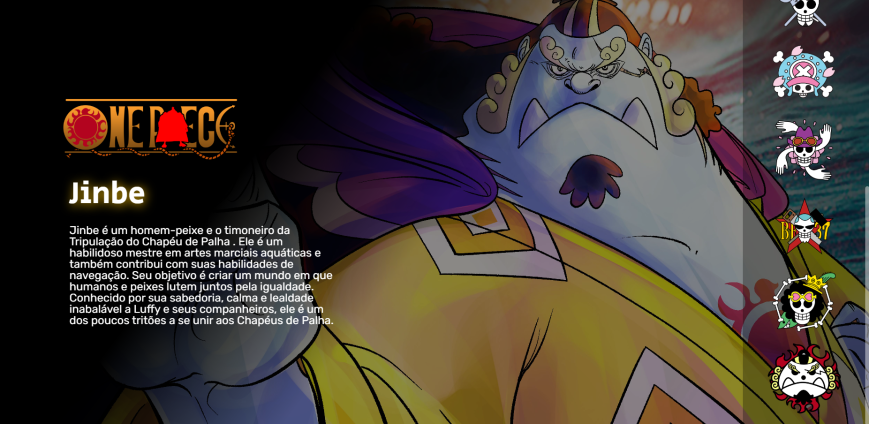 ONE PIECE
Jinbe
Jinbe é um homem-peixe e o timoneiro da
Tripulação do Chapéu de Palha . Ele é um
habilidoso mestre em artes marciais aquáticas e
também contribui com suas habilidades de
navegação. Seu objetivo é criar um mundo em que
humanos e peixes lutem juntos pela igualdade.
Conhecido por sua sabedoria, calma e lealdade
inabalável a Luffy e seus companheiros, ele é um
dos poucos tritões a se unir aos Chapéus de Palha.